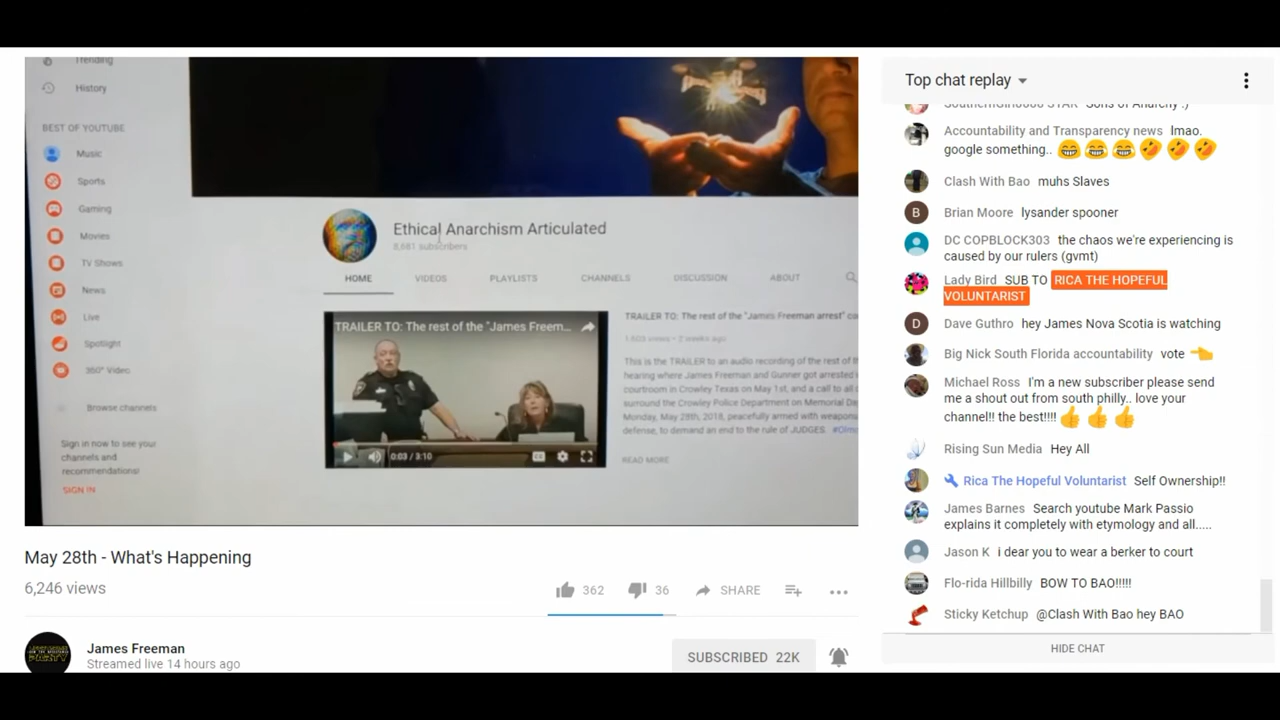 Trending
History
BEST OF YOUTUBE
Music
Sports
Gaming
Movies
TV Shows
News
Live
Spotlight
360° Video
Browse channels
Sign in now to see your
channels and
recommendations!
SIGN IN
Ethical Anarchism Articulated
8,681 subscribers
HOME VIDEOS PLAYLISTS CHANNELS DISCUSSION ABOUT
TRAILER TO: The rest of the "James Freem...
0:03 / 3:10
TRAILER TO: The rest of the "James Freeman arrest" co
This is the TRAILER to an audio recording of the rest of th
hearing where James Freeman and Gunner got arrested
courtroom in Crowley Texas on May 1st, and a call to all
surround the Crowley Police Department on Memorial Da
Monday, May 28th, 2018, peacefully armed with weapons
defense, to demand an end to the rule of JUDGES.
READ MORE
May 28th - What's Happening
6,246 views
362 36 SHARE
James Freeman
Streamed live 14 hours ago
SUBSCRIBED 22K
Top chat replay
Sons of Anarchy :)
Accountability and Transparency news lmao.
google something..
Clash With Bao muhs Slaves
B Brian Moore lysander spooner
DC COPBLOCK303 the chaos we're experiencing is
caused by our rulers (gvmt)
Lady Bird SUB TO RICA THE HOPEFUL
VOLUNTARIST
D Dave Guthro hey James Nova Scotia is watching
Big Nick South Florida accountability vote
Michael Ross I'm a new subscriber please send
me a shout out from south philly.. love your
channel!! the best!!!!
Rising Sun Media Hey All
Rica The Hopeful Voluntarist Self Ownership!!
James Barnes Search youtube Mark Passio
explains it completely with etymology and all.....
Jason K i dear you to wear a berker to court
Flo-rida Hillbilly BOW TO BAO!!!!!
Sticky Ketchup @Clash With Bao hey BAO
HIDE CHAT